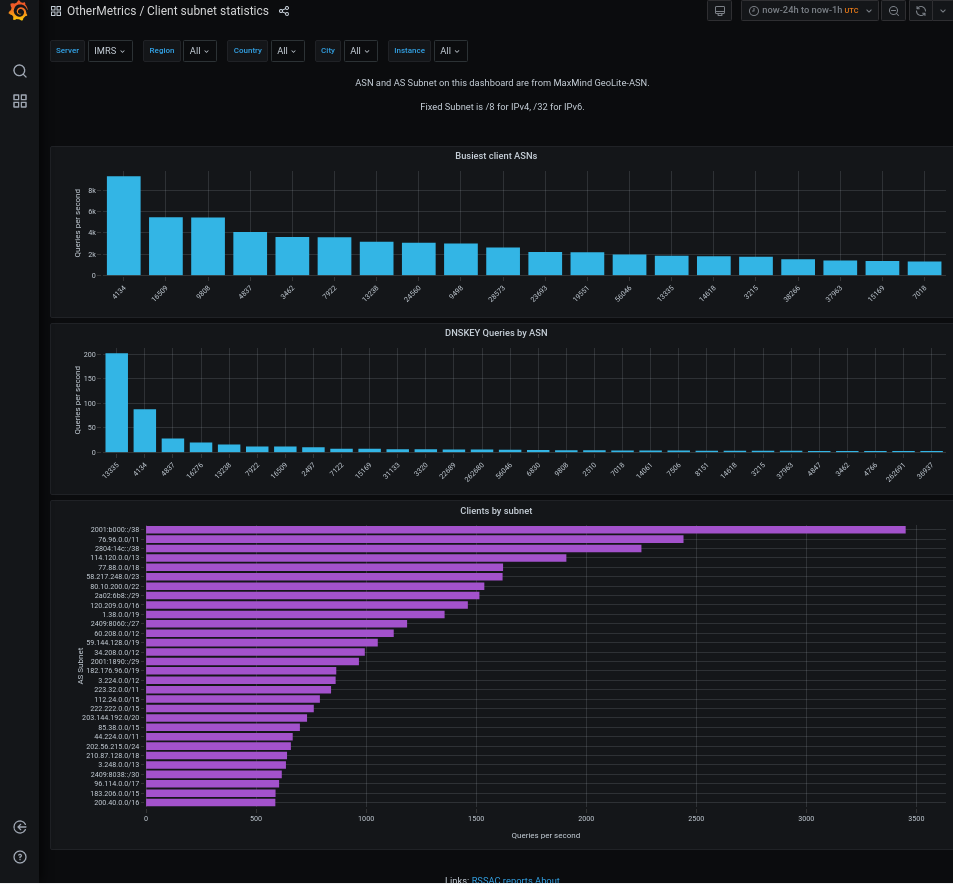 OtherMetrics / Client subnet statistics
now-24h to now-1h UTC
Server IMRS Region All Country All City All Instance All
ASN and AS Subnet on this dashboard are from MaxMind GeoLite-ASN.
Fixed Subnet is /8 for IPv4, /32 for IPv6.
Busiest client ASNs
Queries per second
8k
6k
4k
2k
0
4134 16509 9808 4837 3462 7922 13238 24560 9498 28573 23693 19551 56046 13335 14618 3215 38266 37963 15169 7018
DNSKEY Queries by ASN
Queries per second
200
150
100
50
0
13335 4134 4837 16276 13238 7922 16509 2497 7122 15169 31133 3320 22689 262680 56046 6830 9808 2510 7018 14061 7506 8151 14618 3215 37963 4847 3462 4766 262691 36937
Clients by subnet
AS Subnet
2001:b000::/38
76.96.0.0/11
2804:14c::/38
114.120.0.0/13
77.88.0.0/18
58.217.248.0/23
80.10.200.0/22
2a02:6b8::/29
120.209.0.0/16
1.38.0.0/19
2409:8060::/27
60.208.0.0/12
59.144.128.0/19
34.208.0.0/12
2001:1890::/29
182.176.96.0/19
3.224.0.0/12
223.32.0.0/11
112.24.0.0/15
222.222.0.0/15
203.144.192.0/20
85.38.0.0/15
44.224.0.0/11
202.56.215.0/24
210.87.128.0/18
3.248.0.0/13
2409:8038::/30
96.114.0.0/17
183.206.0.0/15
200.40.0.0/16
0 500 1000 1500 2000 2500 3000 3500
Queries per second
Links: RSSAC reports About